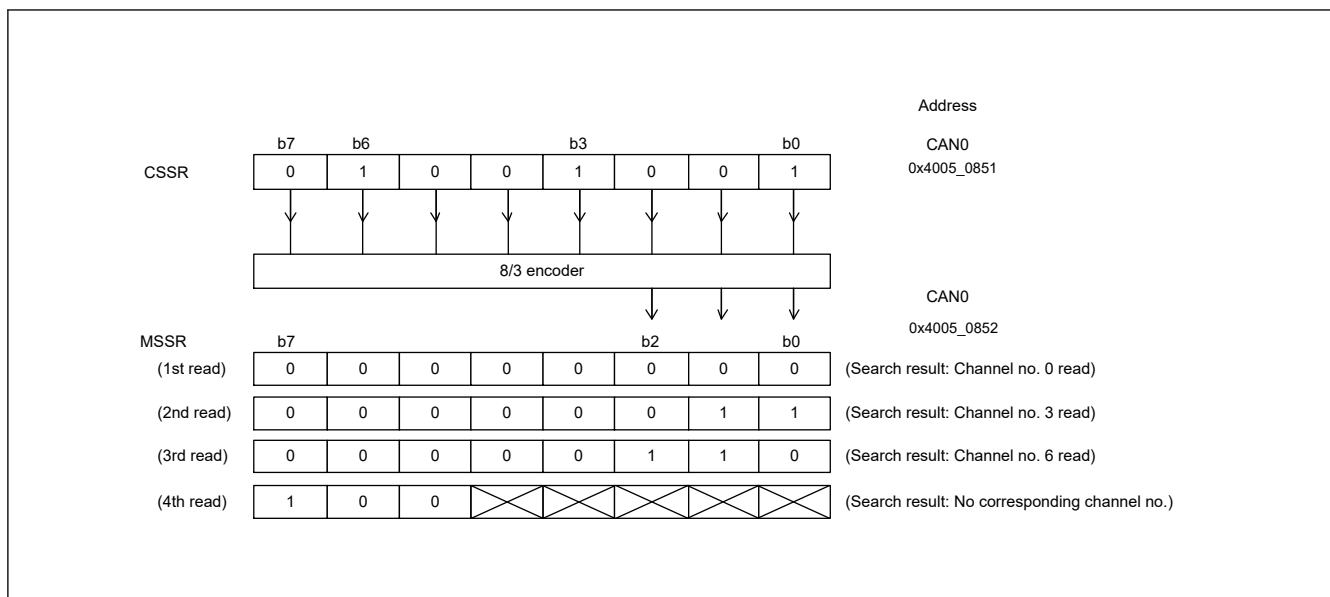 Address
b7 b6 b3 b0 CAN0
CSSR 0 1 0 0 1 0 0 1 0x4005_0851
8/3 encoder
CAN0
0x4005_0852
MSSR b7 b2 b0
(1st read) 0 0 0 0 0 0 0 0 (Search result: Channel no. 0 read)
(2nd read) 0 0 0 0 0 0 1 1 (Search result: Channel no. 3 read)
(3rd read) 0 0 0 0 0 1 1 0 (Search result: Channel no. 6 read)
(4th read) 1 0 0 (Search result: No corresponding channel no.)